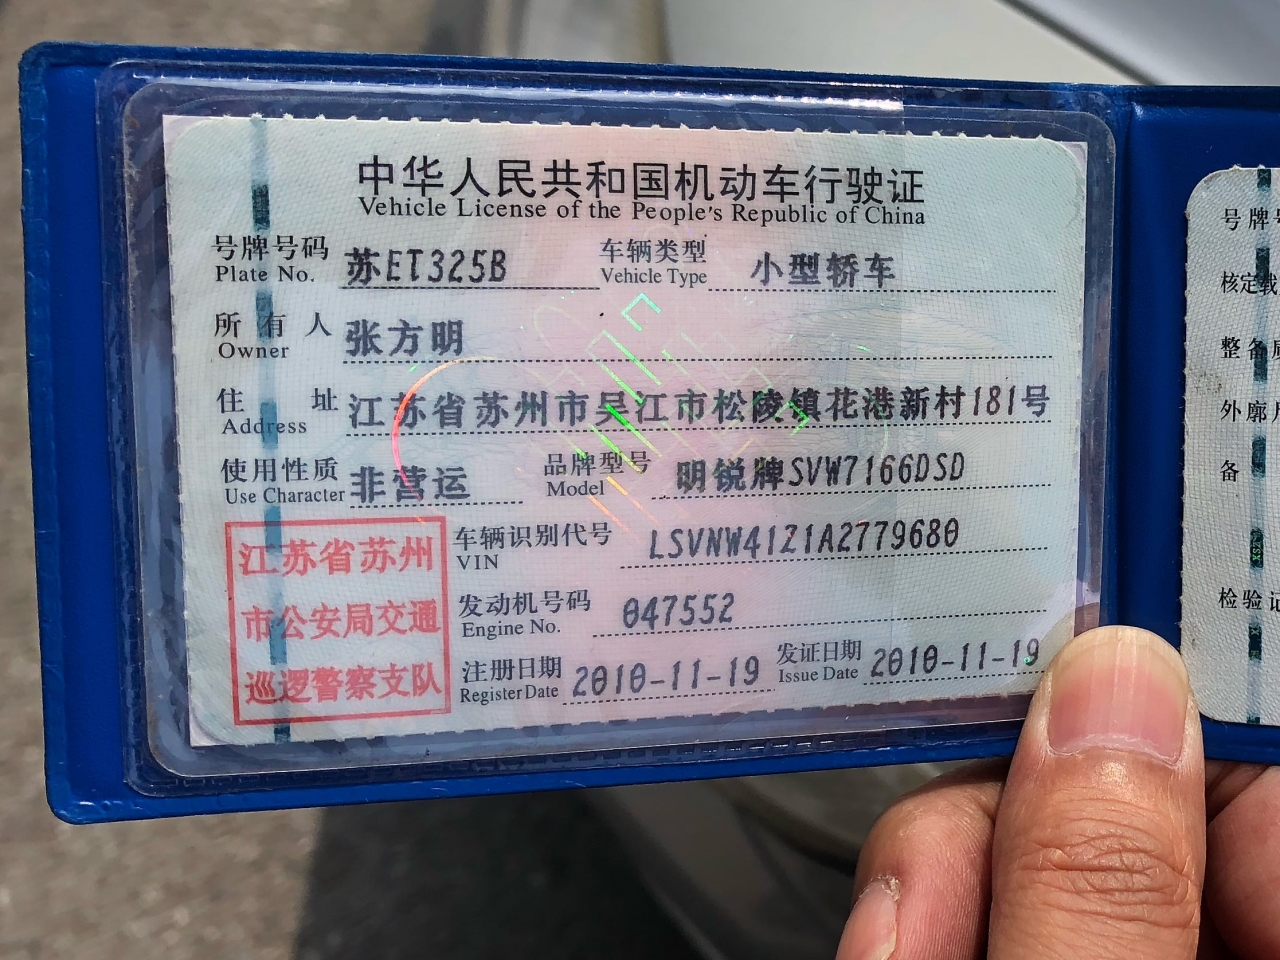 中华人民共和国机动车行驶证
Vehicle License of the People's Republic of China
号牌号码 苏ET325B 车辆类型 小型轿车
Plate No. Vehicle Type
所有人 张方明
Owner
住址 江苏省苏州市吴江市松陵镇花港新村181号
Address
使用性质 非营运 品牌型号 明锐牌SVW7166DSD
Use Character Model
车辆识别代号 LSVNW41Z1A2779680
VIN
发动机号码 047552
Engine No.
注册日期 2010-11-19 发证日期 2010-11-19
Register Date Issue Date
江苏省苏州
市公安局交通
巡逻警察支队
号牌号
核定载
整备质
外廓
备
检验记